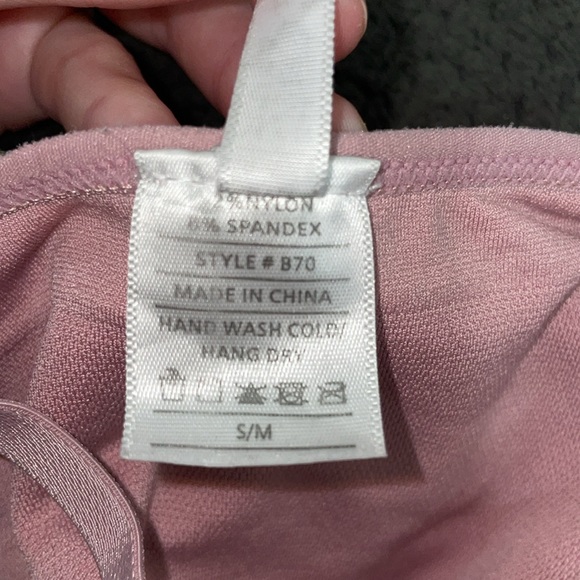 % NYLON
% SPANDEX
STYLE # B70
MADE IN CHINA
HAND WASH COLD/
HANG DRY
S/M